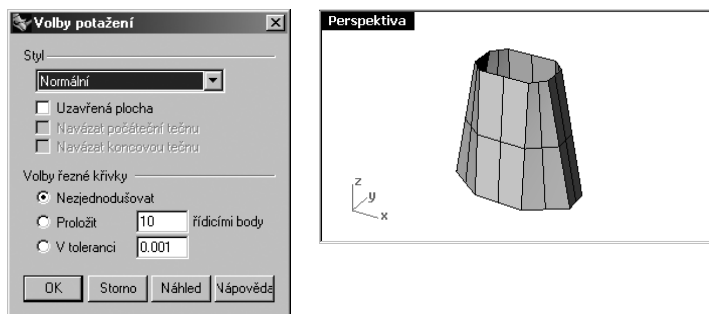 Volby potažení
Styl
Normální
Uzavřená plocha
Navázat počáteční tečnu
Navázat koncovou tečnu
Volby řezné křivky
Nezjednodušovat
Proložit 10 řídicími body
V toleranci 0.001
OK Storno Náhled Nápověda
Perspektiva
z
y
x